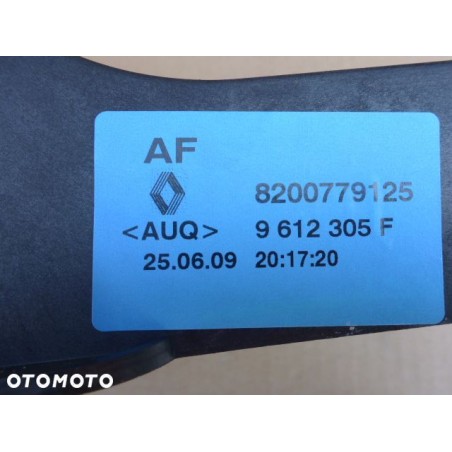 AF
8200779125
<AUQ> 9 612 305 F
25.06.09 20:17:20
OTOMOTO